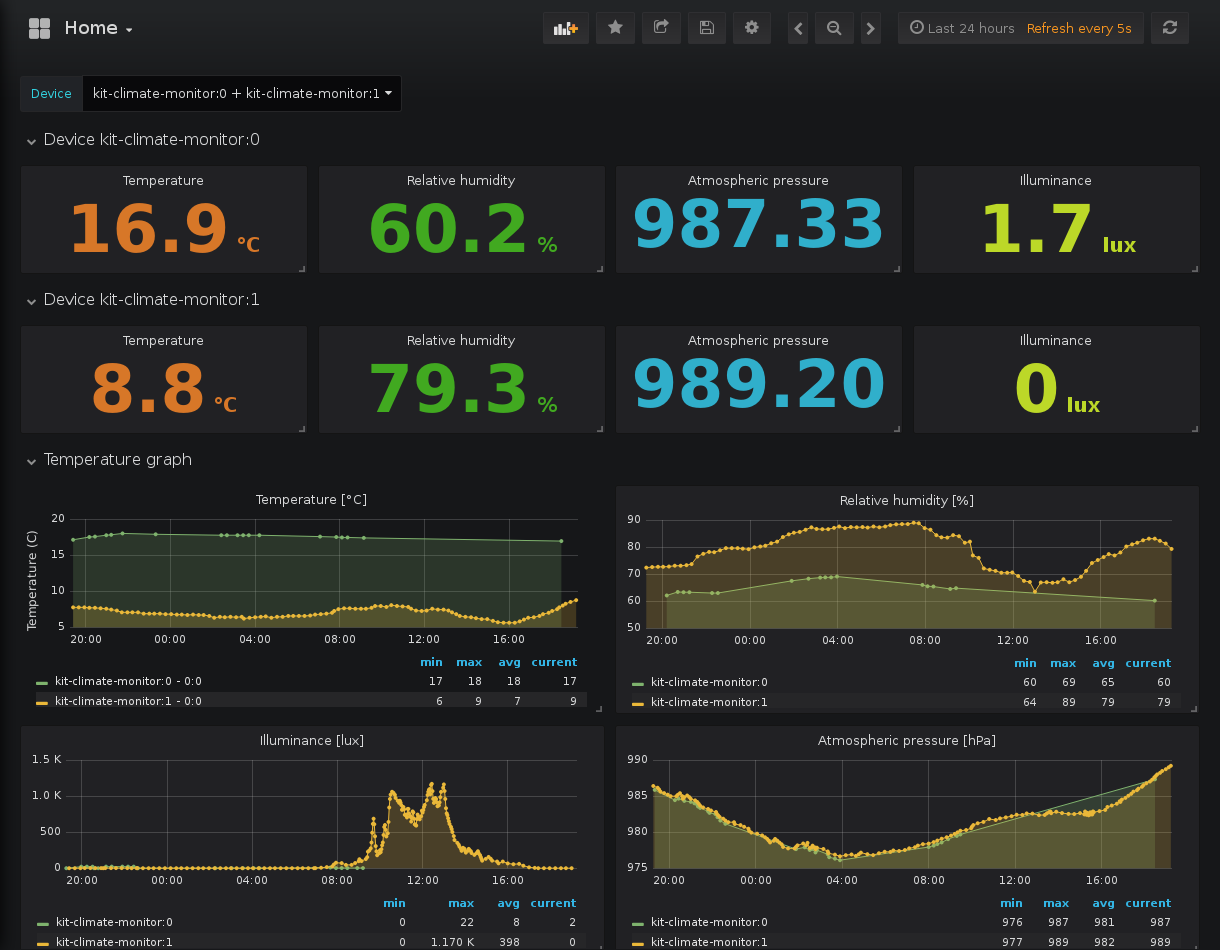 Home
Last 24 hours Refresh every 5s
Device kit-climate-monitor:0 + kit-climate-monitor:1
Device kit-climate-monitor:0
Temperature
16.9 °C
Relative humidity
60.2 %
Atmospheric pressure
987.33
Illuminance
1.7 lux
Device kit-climate-monitor:1
Temperature
8.8 °C
Relative humidity
79.3 %
Atmospheric pressure
989.20
Illuminance
0 lux
Temperature graph
Temperature [°C]
Temperature (C)
20
15
10
5
20:00 00:00 04:00 08:00 12:00 16:00
min max avg current
kit-climate-monitor:0 - 0:0 17 18 18 17
kit-climate-monitor:1 - 0:0 6 9 7 9
Relative humidity [%]
90
80
70
60
50
20:00 00:00 04:00 08:00 12:00 16:00
min max avg current
kit-climate-monitor:0 60 69 65 60
kit-climate-monitor:1 64 89 79 79
Illuminance [lux]
1.5 K
1.0 K
500
0
20:00 00:00 04:00 08:00 12:00 16:00
min max avg current
kit-climate-monitor:0 0 22 8 2
kit-climate-monitor:1 0 1.170 K 398 0
Atmospheric pressure [hPa]
990
985
980
975
20:00 00:00 04:00 08:00 12:00 16:00
min max avg current
kit-climate-monitor:0 976 987 981 987
kit-climate-monitor:1 977 989 982 989